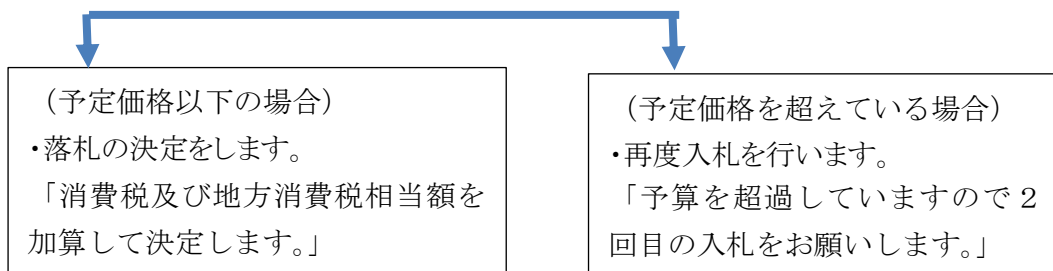 （予定価格以下の場合）
・落札の決定をします。
「消費税及び地方消費税相当額を
加算して決定します。」
（予定価格を超えている場合）
・再度入札を行います。
「予算を超過していますので２
回目の入札をお願いします。」